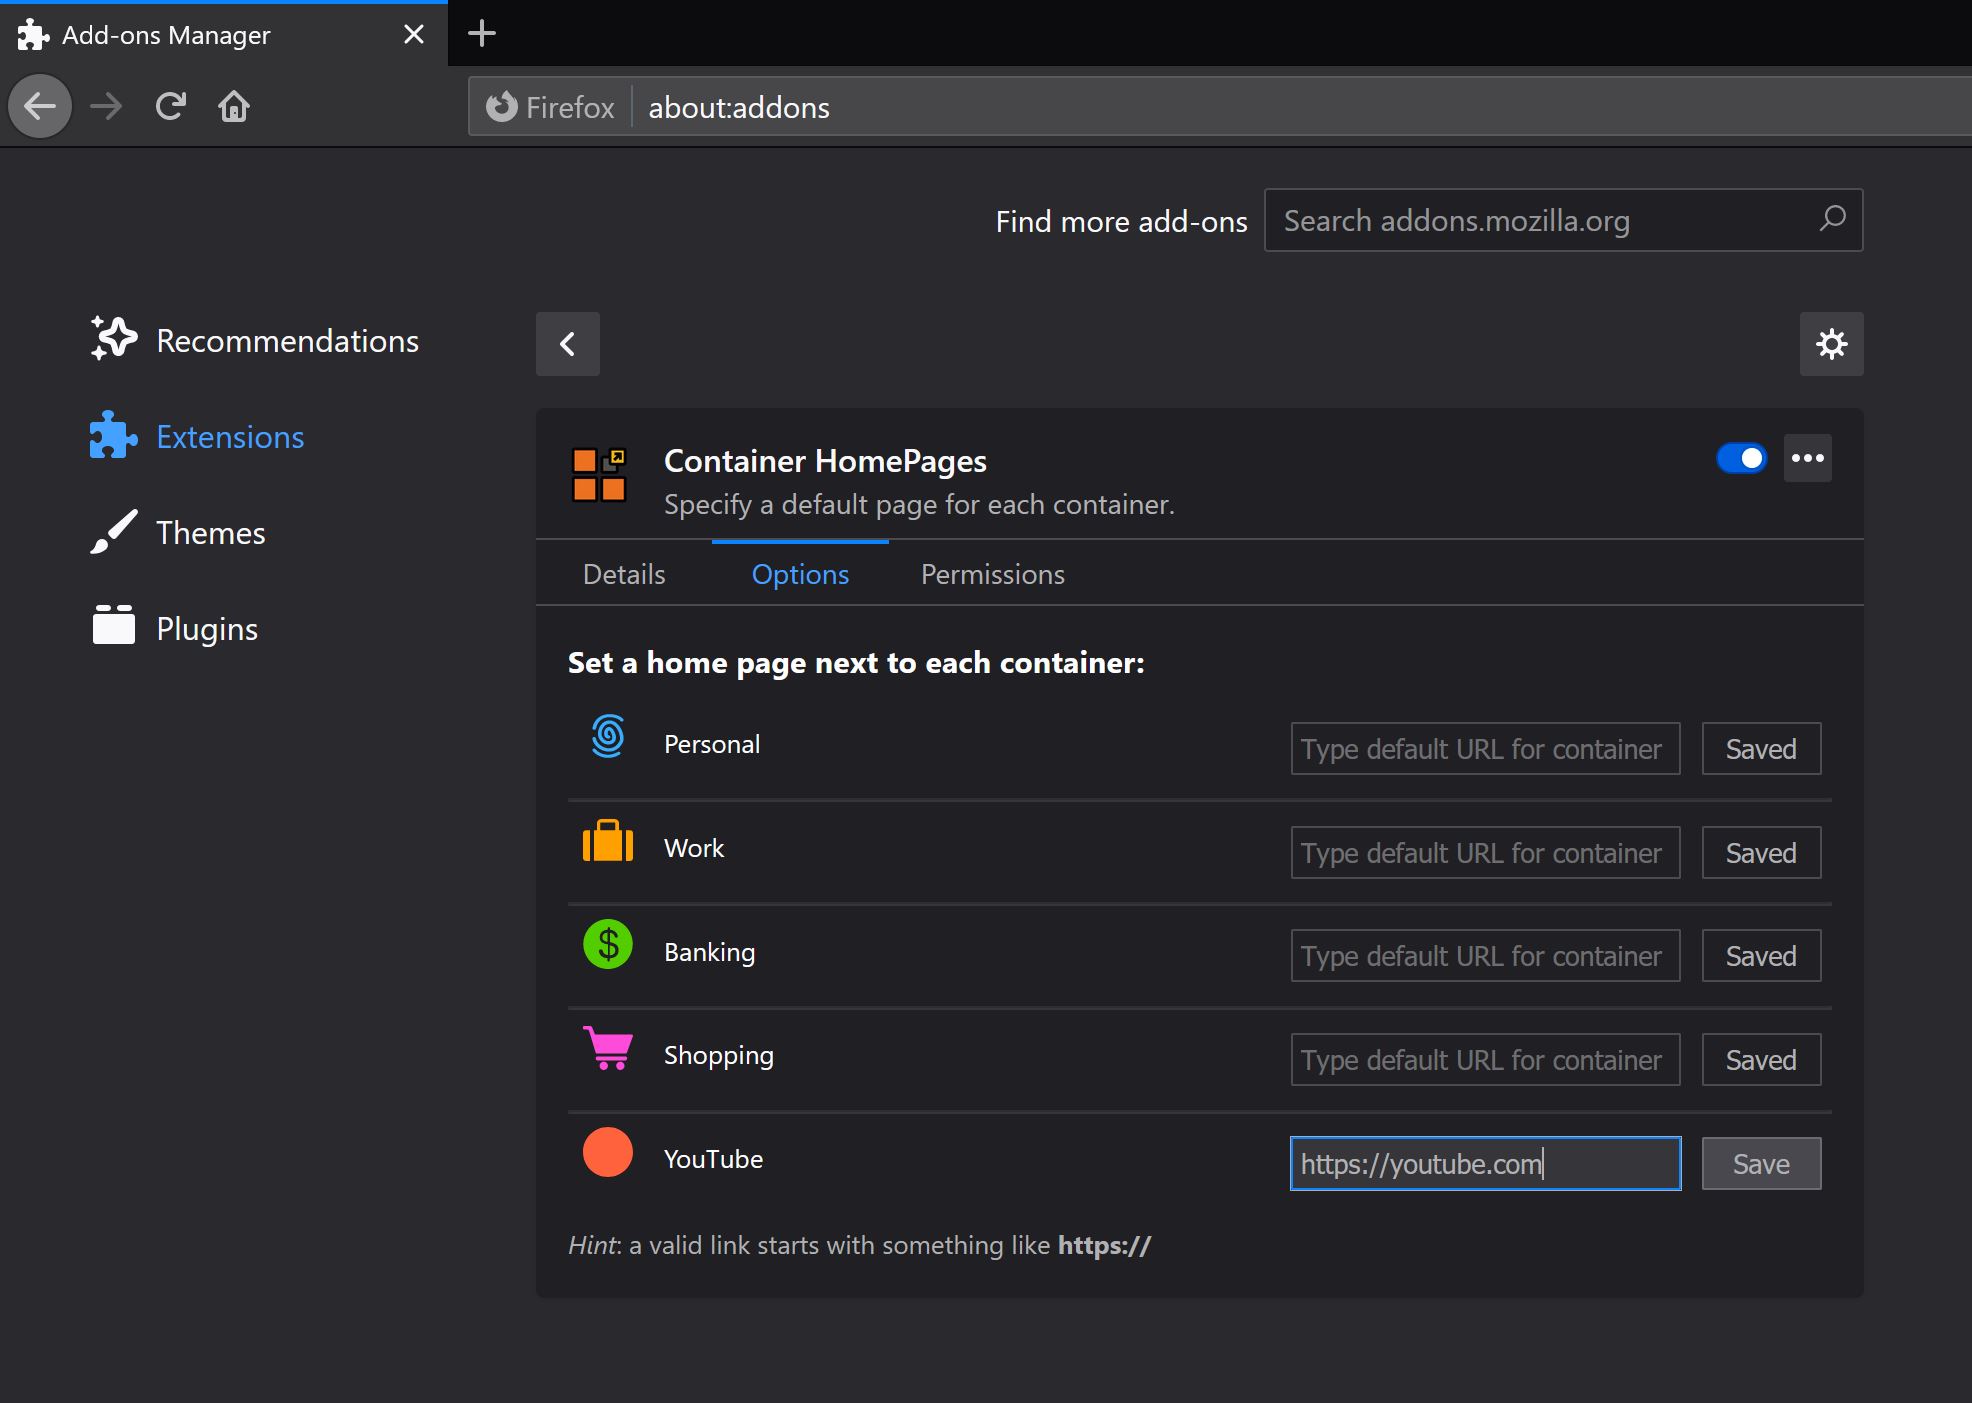 Add-ons Manager
Firefox about:addons
Find more add-ons Search addons.mozilla.org
Recommendations
Extensions
Themes
Plugins
Container HomePages
Specify a default page for each container.
Details Options Permissions
Set a home page next to each container:
Personal Type default URL for container Saved
Work Type default URL for container Saved
$ Banking Type default URL for container Saved
Shopping Type default URL for container Saved
YouTube https://youtube.com Save
Hint: a valid link starts with something like https://